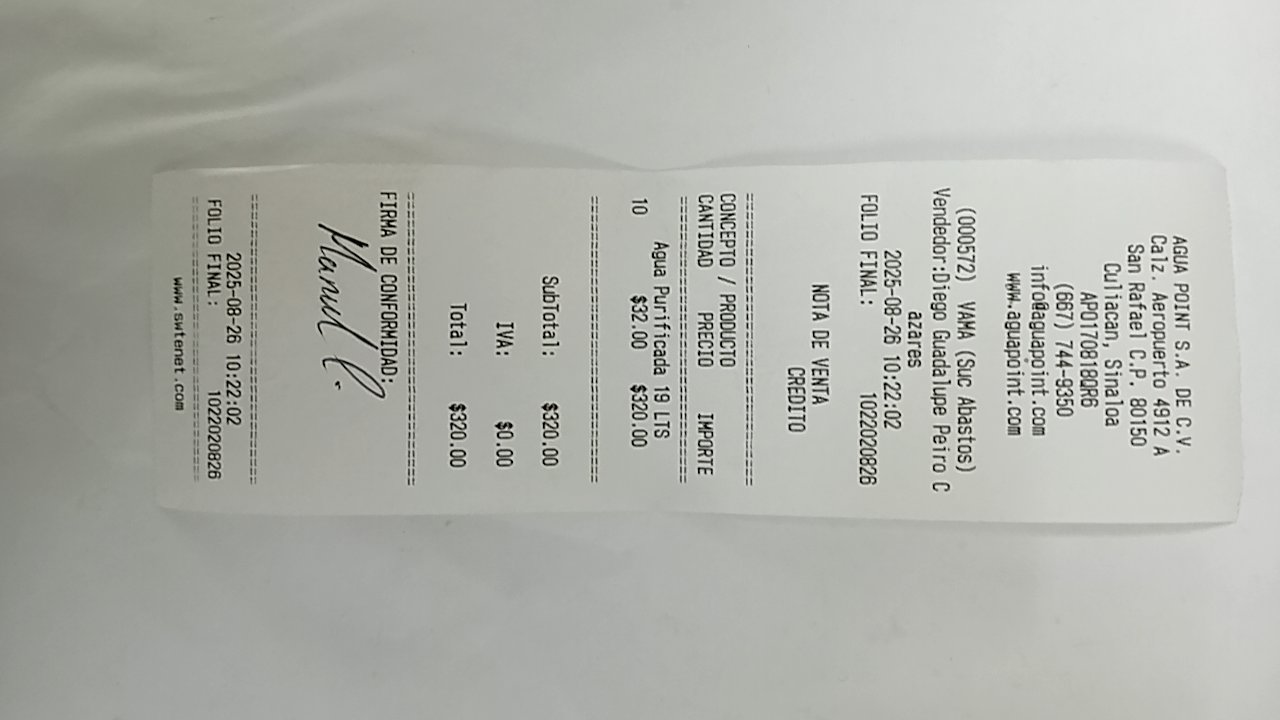 AGUA POINT S.A. DE C.V.
Calz. Aeropuerto 4912 A
San Rafael C.P. 80150
Culiacan, Sinaloa
APO170818QR6
(667) 744-9350
info@aguapoint.com
www.aguapoint.com
(000572) VAMA (Suc Abastos)
Vendedor:Diego Guadalupe Peiro C
azares
2025-08-26 10:22:02
FOLIO FINAL: 1022020826
NOTA DE VENTA
CREDITO
================================
CONCEPTO / PRODUCTO
CANTIDAD PRECIO IMPORTE
================================
Agua Purificada 19 LTS
10 $32.00 $320.00
--------------------------------
SubTotal: $320.00
IVA: $0.00
Total: $320.00
================================
FIRMA DE CONFORMIDAD:
Manuel C.
--------------------------------
2025-08-26 10:22:02
FOLIO FINAL: 1022020826
================================
www.swtenet.com